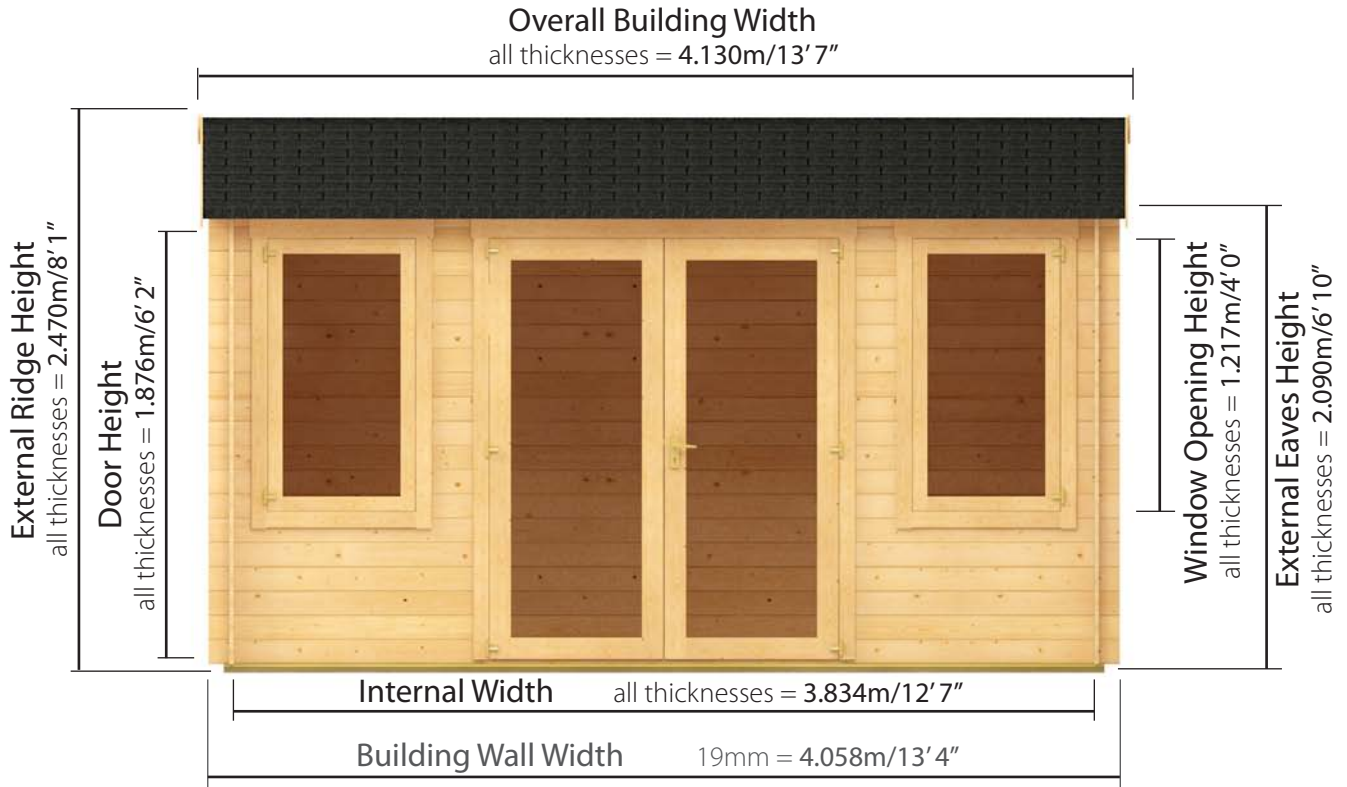 Overall Building Width
all thicknesses = 4.130m/13’ 7”
External Ridge Height
all thicknesses = 2.470m/8’ 1”
Door Height
all thicknesses = 1.876m/6’ 2”
Window Opening Height
all thicknesses = 1.217m/4’ 0”
External Eaves Height
all thicknesses = 2.090m/6’ 10”
Internal Width all thicknesses = 3.834m/12’ 7”
Building Wall Width 19mm = 4.058m/13’ 4”